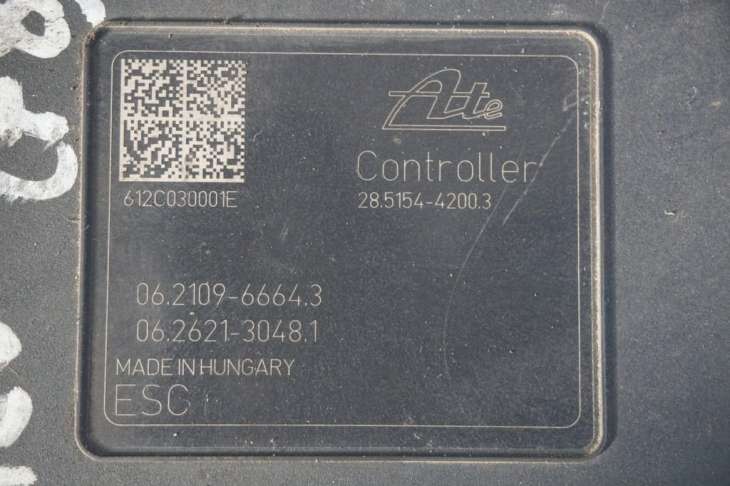 Ate
Controller
612C030001E
28.5154-4200.3
06.2109-6664.3
06.2621-3048.1
MADE IN HUNGARY
ESC